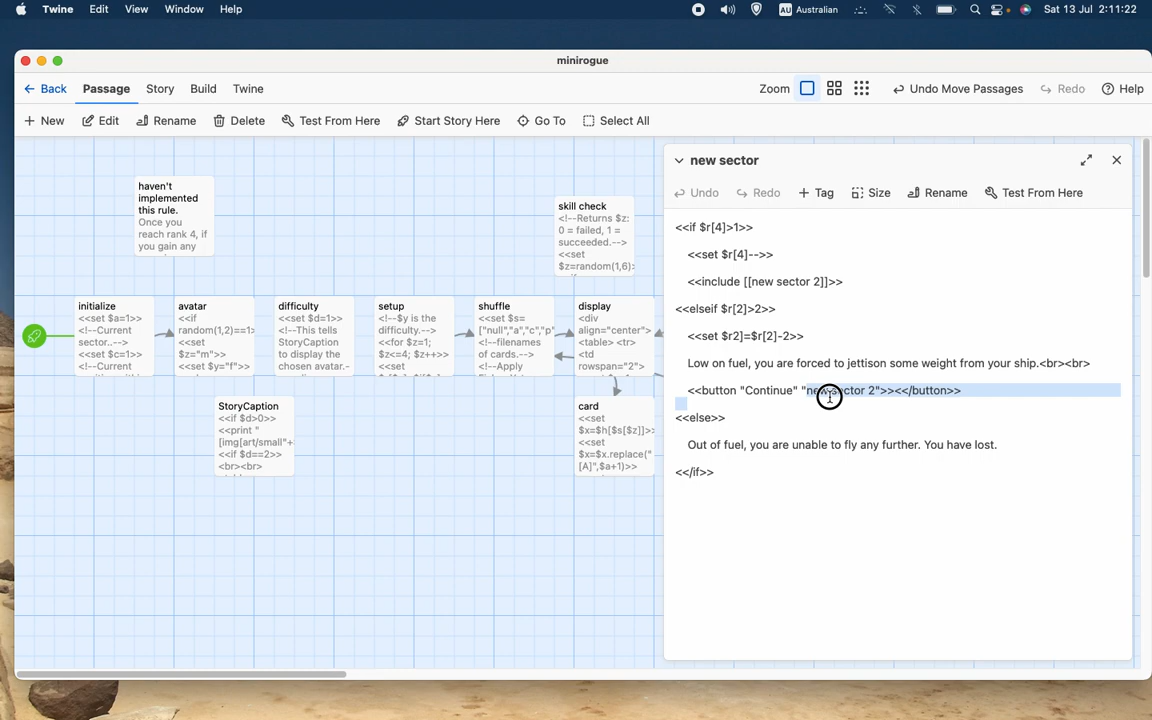 Twine Edit View Window Help AU Australian Sat 13 Jul 2:11:22
minirogue
Back Passage Story Build Twine Zoom Undo Move Passages Redo Help
New Edit Rename Delete Test From Here Start Story Here Go To Select All
haven't
implemented
this rule.
Once you
reach rank 4, if
you gain any
skill check
<!--Returns $z:
0 = failed, 1 =
succeeded.-->
<<set
$z=random(1,6)>
initialize
<<set $a=1>>
<!--Current
sector..-->
<<set $c=1>>
<!--Current
avatar
<<if
random(1,2)==1>
<<set
$z="m">>
<<set $y="f">>
difficulty
<<set $d=1>>
<!--This tells
StoryCaption
to display the
chosen avatar.-
setup
<!--$y is the
difficulty.-->
<<for $z=1;
$z<=4; $z++>>
<<set
shuffle
<<set $s=
["null","a","c","p"
<!--filenames
of cards.-->
<!--Apply
display
<div
align="center">
<table> <tr>
<td
rowspan="2">
StoryCaption
<<if $d>0>>
<<print "
[img[art/small"+
<<if $d==2>>
<br><br>
card
<<set
$x=$h[$s[$z]]>>
<<set
$x=$x.replace("
[A]",$a+1)>>
new sector
Undo Redo Tag Size Rename Test From Here
<<if $r[4]>1>>
<<set $r[4]-->>
<<include [[new sector 2]]>>
<<elseif $r[2]>2>>
<<set $r2]=$r[2]-2>>
Low on fuel, you are forced to jettison some weight from your ship.<br><br>
<<button "Continue" "new sector 2">><</button>>
<<else>>
Out of fuel, you are unable to fly any further. You have lost.
<</if>>